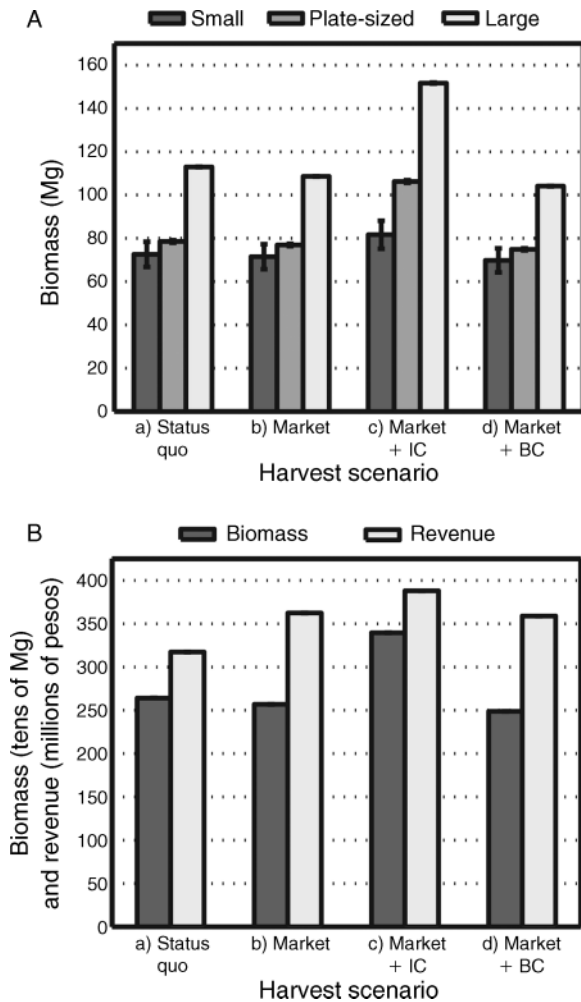 A
Small Plate-sized Large
Biomass (Mg)
160
140
120
100
80
60
40
20
0
a) Status quo
b) Market
c) Market + IC
d) Market + BC
Harvest scenario
B
Biomass Revenue
Biomass (tens of Mg)
and revenue (millions of pesos)
400
350
300
250
200
150
100
50
0
a) Status quo
b) Market
c) Market + IC
d) Market + BC
Harvest scenario